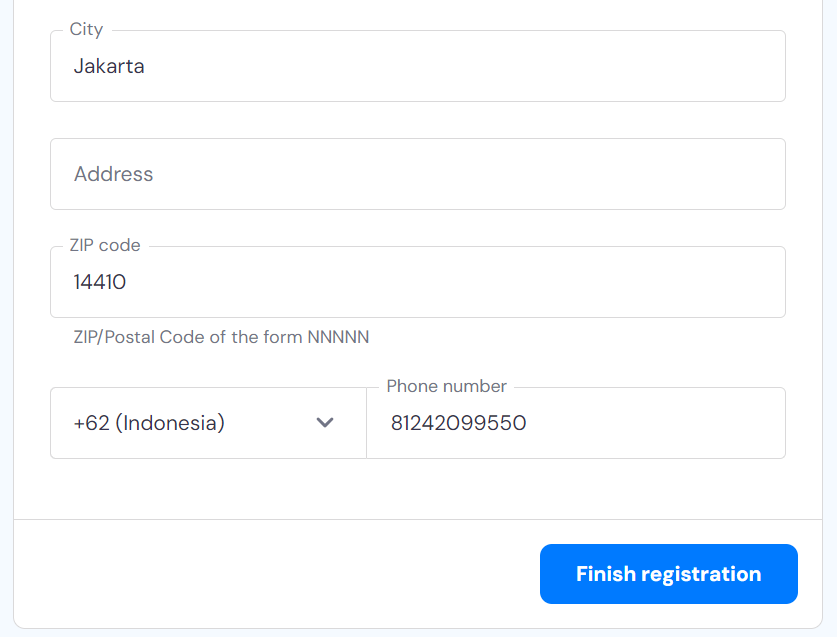 City
Jakarta
Address
ZIP code
14410
ZIP/Postal Code of the form NNNNN
Phone number
+62 (Indonesia) 81242099550
Finish registration